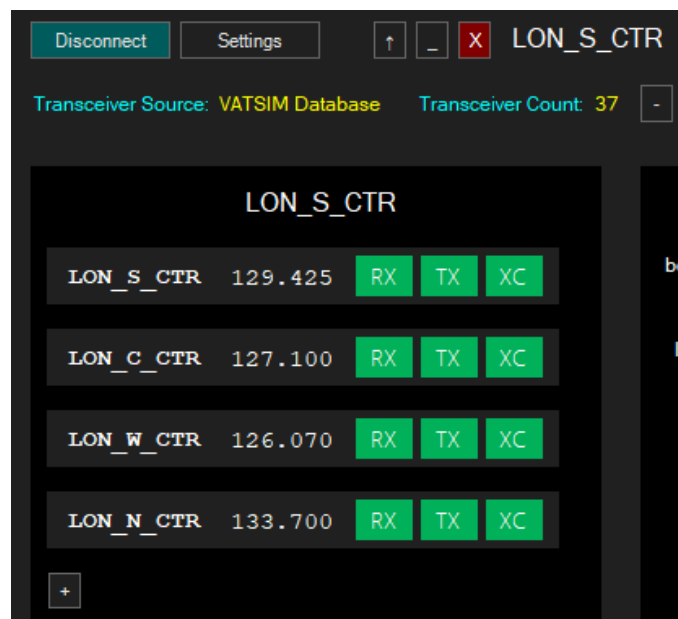 Disconnect Settings ↑ _ X LON_S_CTR
Transceiver Source: VATSIM Database Transceiver Count: 37 -
LON_S_CTR
LON_S_CTR 129.425 RX TX XC
LON_C_CTR 127.100 RX TX XC
LON_W_CTR 126.070 RX TX XC
LON_N_CTR 133.700 RX TX XC
+